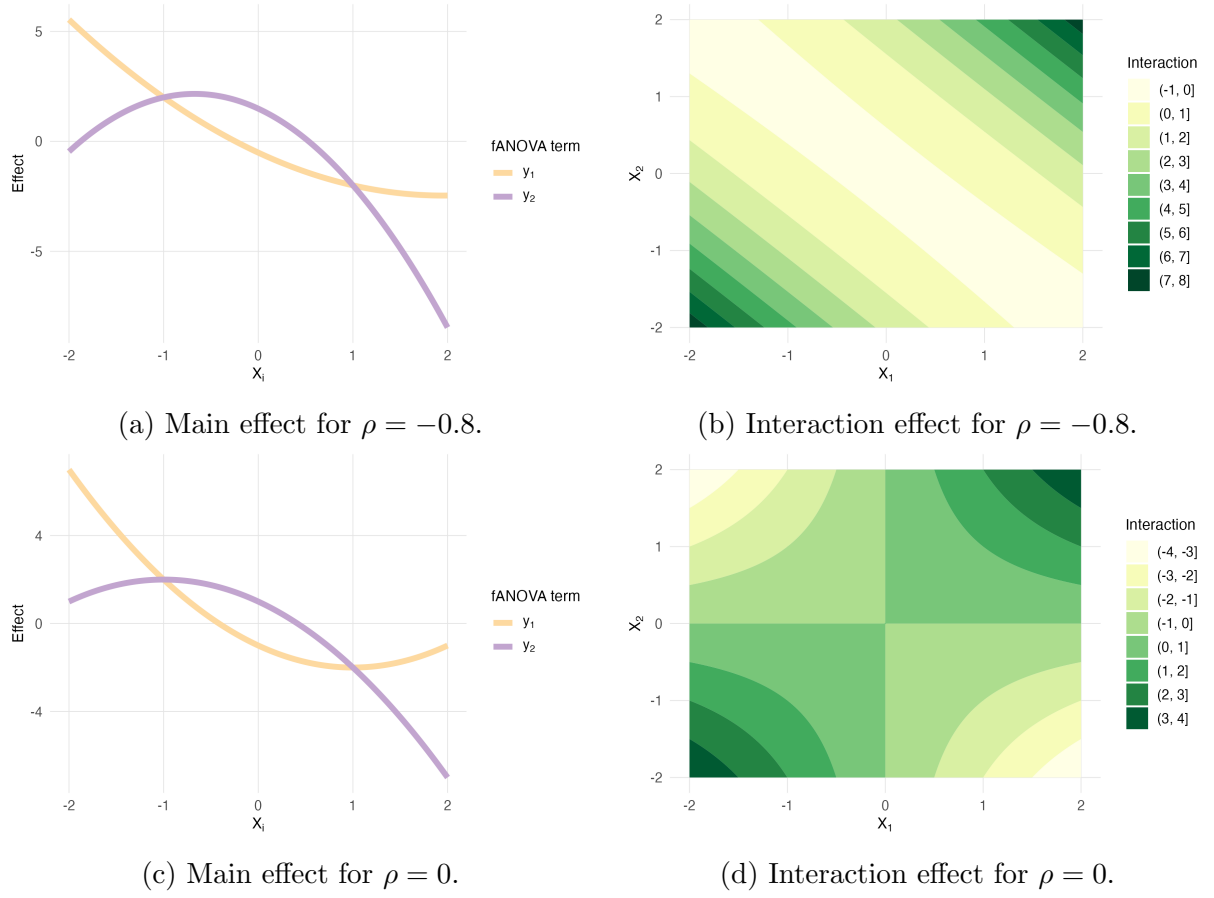 5
0
-5
Effect
-2
-1
0
1
2
Xᵢ
fANOVA term
y₁
y₂
2
1
0
-1
-2
X₂
-2
-1
0
1
2
X₁
Interaction
(-1, 0]
(0, 1]
(1, 2]
(2, 3]
(3, 4]
(4, 5]
(5, 6]
(6, 7]
(7, 8]
(a) Main effect for ρ = −0.8.
(b) Interaction effect for ρ = −0.8.
4
0
-4
Effect
-2
-1
0
1
2
Xᵢ
fANOVA term
y₁
y₂
2
1
0
-1
-2
X₂
-2
-1
0
1
2
X₁
Interaction
(-4, -3]
(-3, -2]
(-2, -1]
(-1, 0]
(0, 1]
(1, 2]
(2, 3]
(3, 4]
(c) Main effect for ρ = 0.
(d) Interaction effect for ρ = 0.